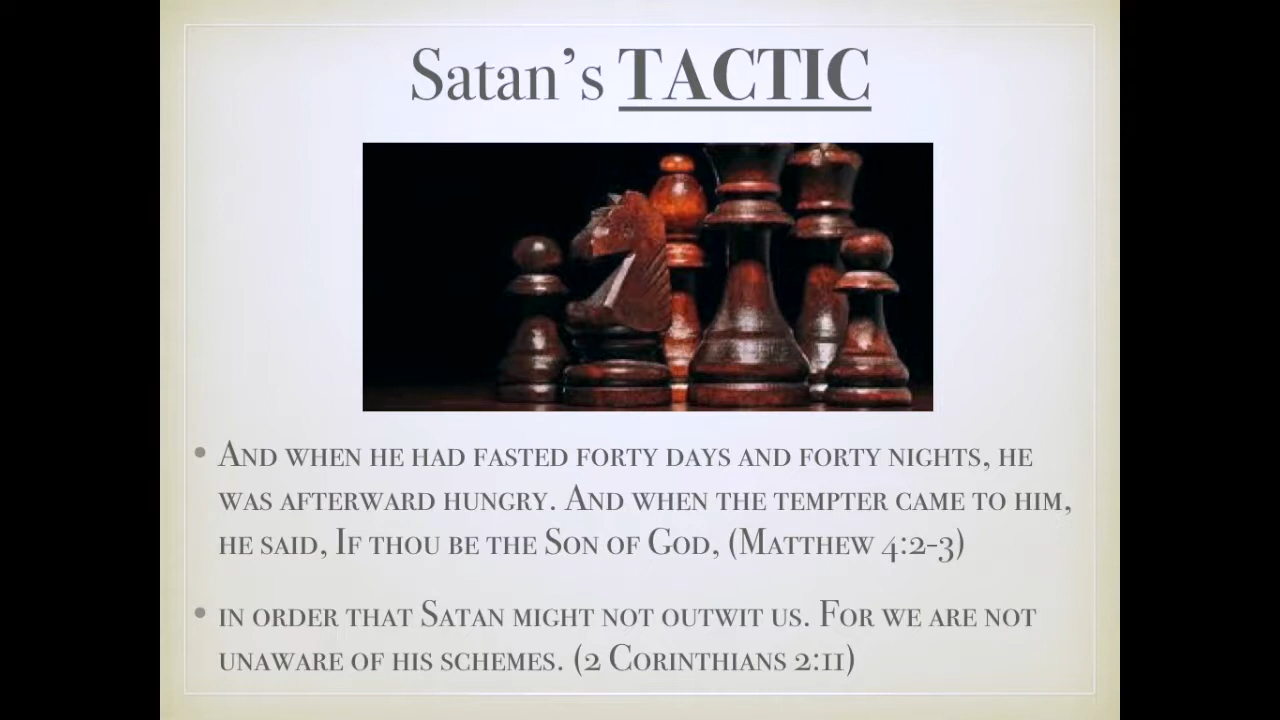 Satan's TACTIC
• And when he had fasted forty days and forty nights, he
was afterward hungry. And when the tempter came to him,
he said, If thou be the Son of God, (Matthew 4:2-3)
• in order that Satan might not outwit us. For we are not
unaware of his schemes. (2 Corinthians 2:11)